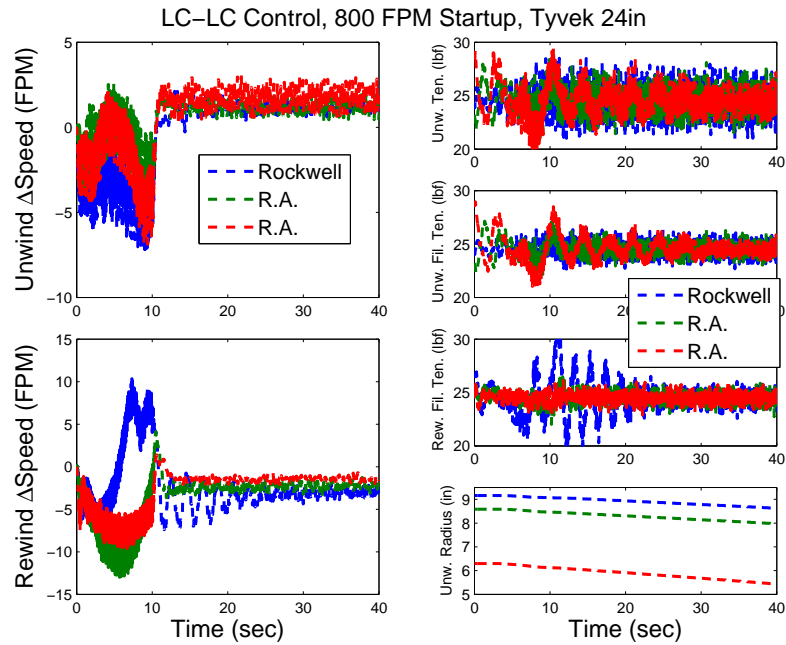 LC−LC Control, 800 FPM Startup, Tyvek 24in
Unwind ΔSpeed (FPM)
5
0
−5
−10
0 10 20 30 40
Rockwell
R.A.
R.A.
Rewind ΔSpeed (FPM)
15
10
5
0
−5
−10
−15
0 10 20 30 40
Time (sec)
Unw. Ten. (lbf)
30
25
20
0 10 20 30 40
Unw. Fil. Ten. (lbf)
30
25
20
0 10 20 40
Rockwell
R.A.
R.A.
Rew. Fil. Ten. (lbf)
30
25
20
0 10 20 30 40
Unw. Radius (in)
9
8
7
6
5
0 10 20 30 40
Time (sec)